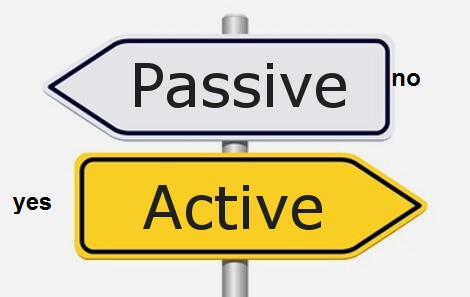 Passive
no
yes
Active